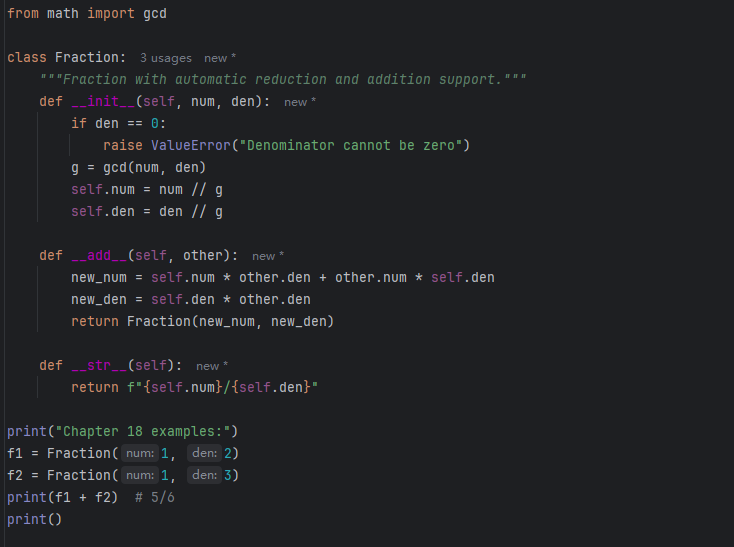 from math import gcd

class Fraction:  3 usages  new *
    """Fraction with automatic reduction and addition support."""
    def __init__(self, num, den):  new *
        if den == 0:
            raise ValueError("Denominator cannot be zero")
        g = gcd(num, den)
        self.num = num // g
        self.den = den // g

    def __add__(self, other):  new *
        new_num = self.num * other.den + other.num * self.den
        new_den = self.den * other.den
        return Fraction(new_num, new_den)

    def __str__(self):  new *
        return f"{self.num}/{self.den}"

print("Chapter 18 examples:")
f1 = Fraction( num: 1,  den: 2)
f2 = Fraction( num: 1,  den: 3)
print(f1 + f2)  # 5/6
print()